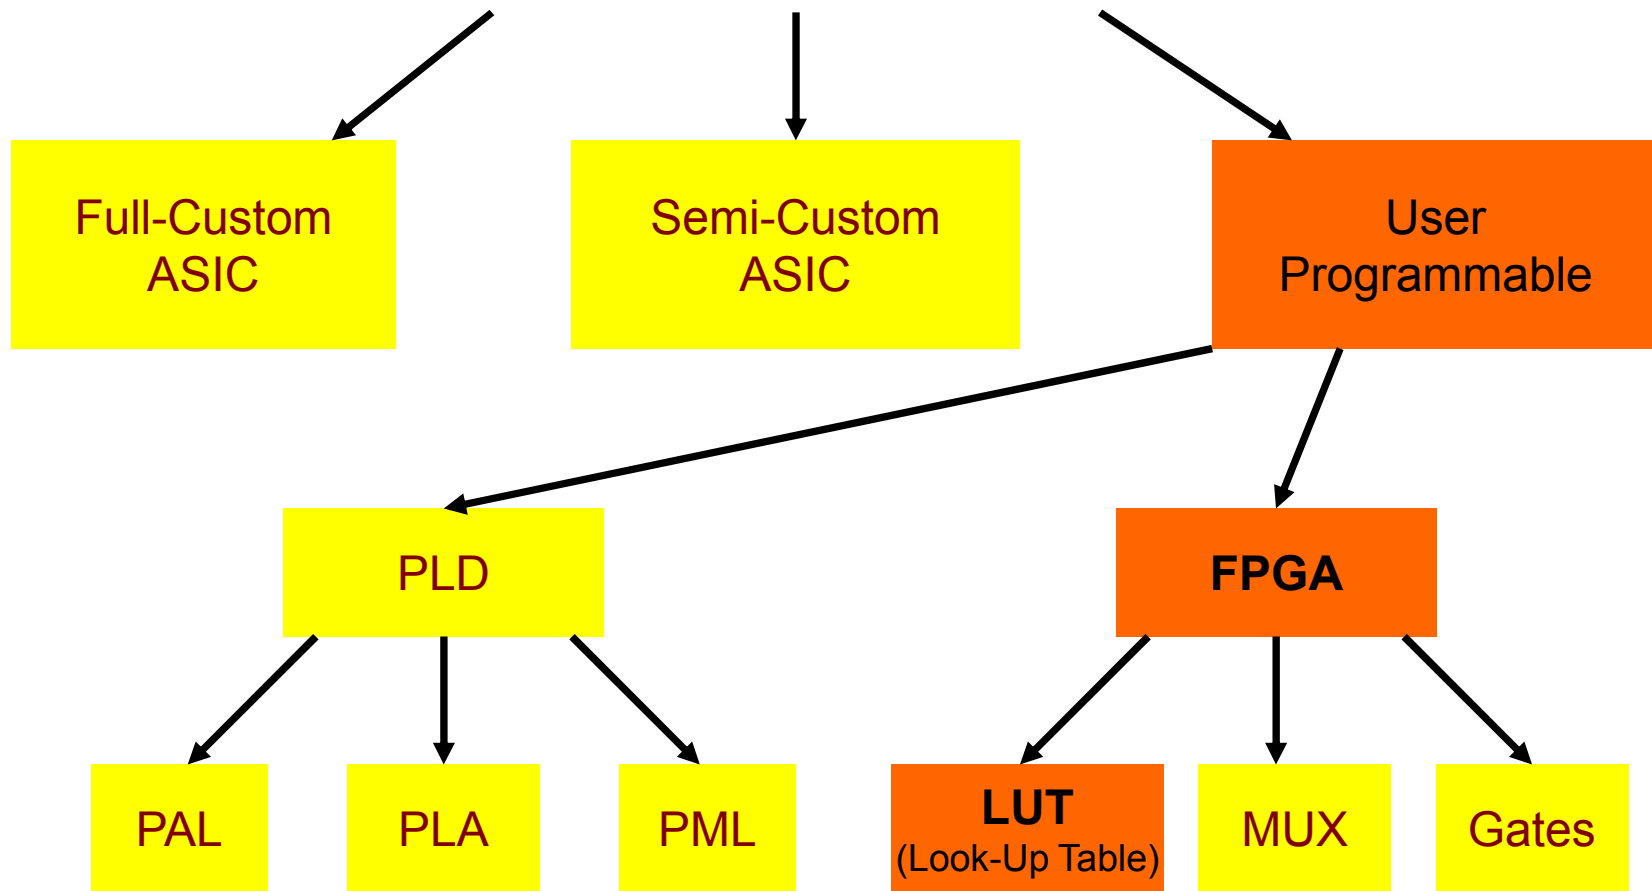 Full-Custom
ASIC
Semi-Custom
ASIC
User
Programmable
PLD
FPGA
PAL
PLA
PML
LUT
(Look-Up Table)
MUX
Gates